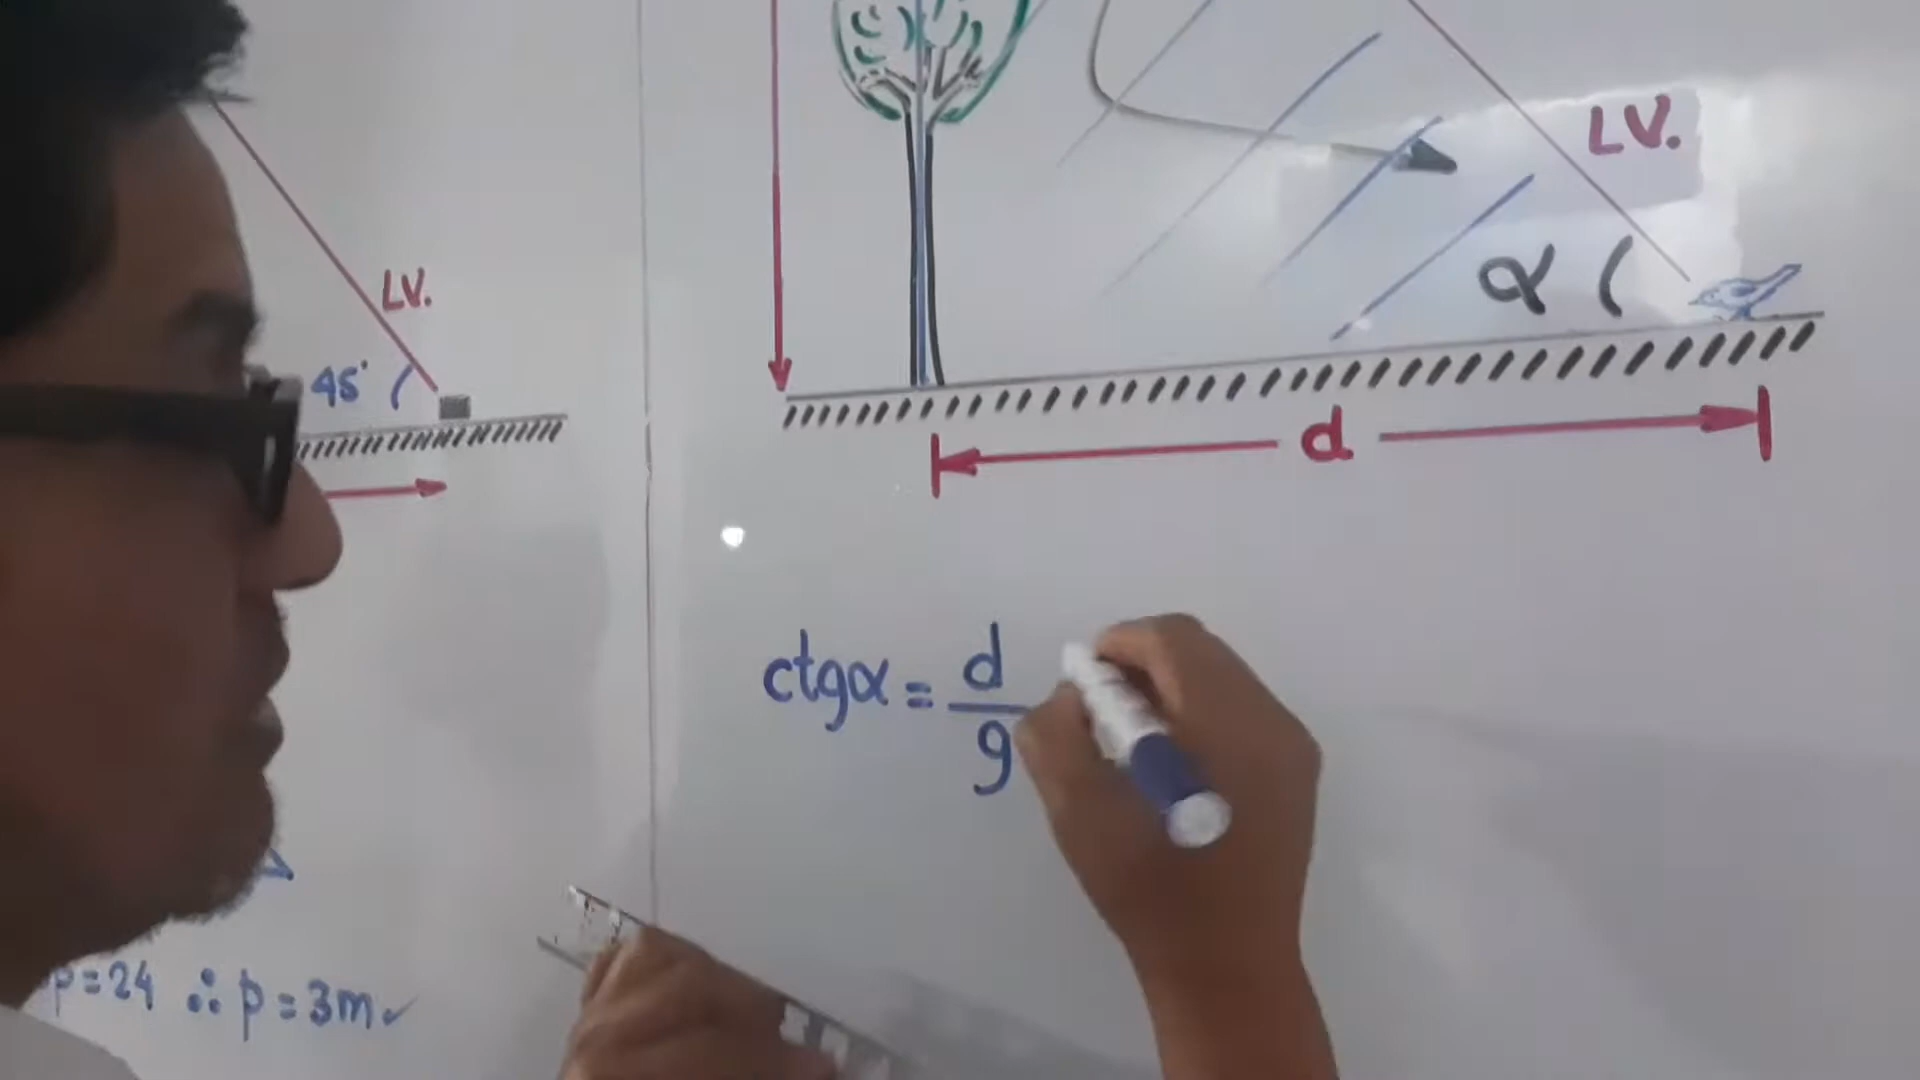 LV.
45°
LV.
α
d
ctgα = d
9
p=24 ∴ p = 3m